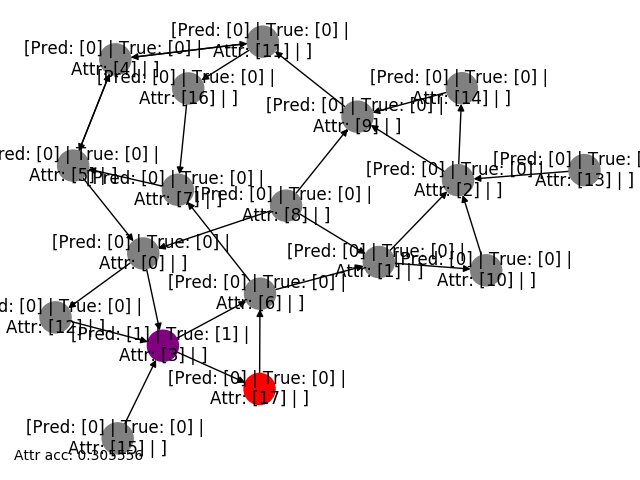 [Pred: [0] | True: [0] |
Attr: [11] | ]
[Pred: [0] | True: [0] |
Attr: [4] | ]
[Pred: [0] | True: [0] |
Attr: [16] | ]
[Pred: [0] | True: [0] |
Attr: [14] | ]
[Pred: [0] | True: [0] |
Attr: [9] | ]
red: [0] | True: [0] |
Attr: [5] | ]
[Pred: [0] | True: [0] |
Attr: [13] | ]
[Pred: [0] | True: [0] |
Attr: [2] | ]
[Pred: [0] | True: [0] |
Attr: [7] | ]
[Pred: [0] | True: [0] |
Attr: [8] | ]
[Pred: [0] | True: [0] |
Attr: [0] | ]
[Pred: [0] | True: [0] |
Attr: [1] | ]
[Pred: [0] | True: [0] |
Attr: [10] | ]
[Pred: [0] | True: [0] |
Attr: [6] | ]
d: [0] | True: [0] |
Attr: [12] | ]
[Pred: [1] | True: [1] |
Attr: [3] | ]
[Pred: [0] | True: [0] |
Attr: [17] | ]
[Pred: [0] | True: [0] |
Attr: [15] | ]
Attr acc: 0.305556